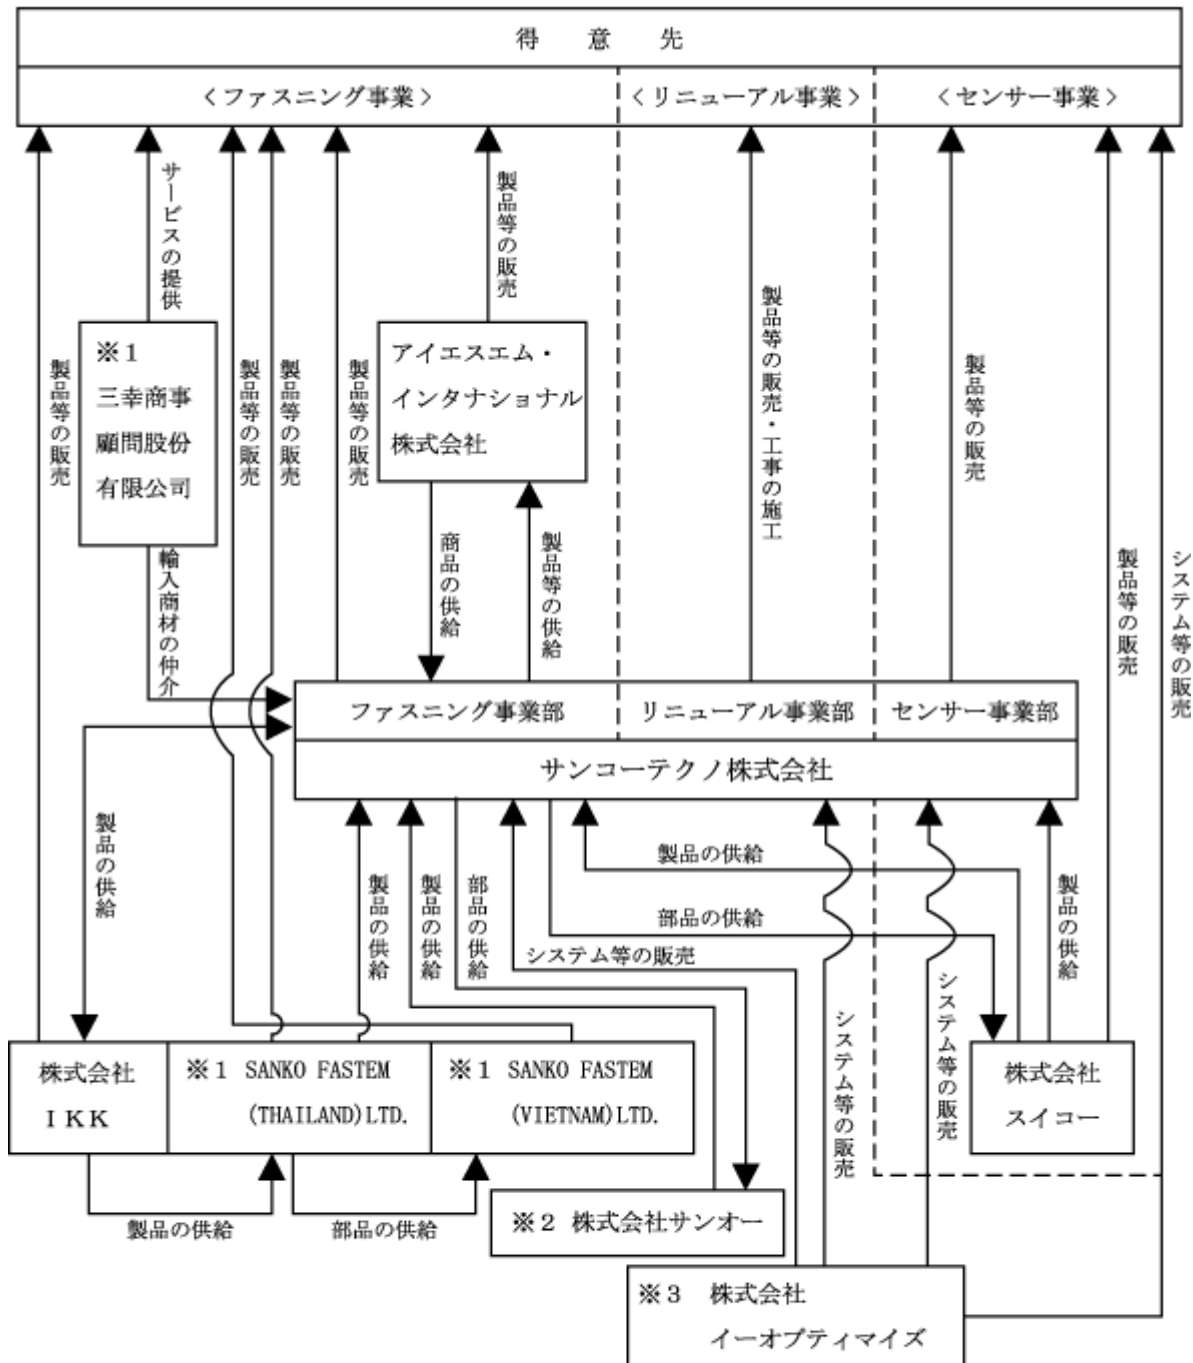 得意先
<ファスニング事業>
<リニューアル事業>
<センサー事業>
サービスの提供
製品等の販売
※1
三幸商事
顧問股份
有限公司
アイエスエム・
インタナショナル
株式会社
製品等の販売
製品等の販売
製品等の販売
製品等の販売
製品等の販売・工事の施工
製品等の販売
輸入商材の仲介
商品の供給
製品等の供給
製品等の販売
システム等の販売
ファスニング事業部
リニューアル事業部
センサー事業部
サンコーテクノ株式会社
製品の供給
製品の供給
製品の供給
部品の供給
製品の供給
部品の供給
システム等の販売
製品の供給
システム等の販売
システム等の販売
株式会社
IKK
※1 SANKO FASTEM
(THAILAND)LTD.
※1 SANKO FASTEM
(VIETNAM)LTD.
株式会社
スイコー
製品の供給
部品の供給
※2 株式会社サンオー
※3 株式会社
イーオプティマイズ